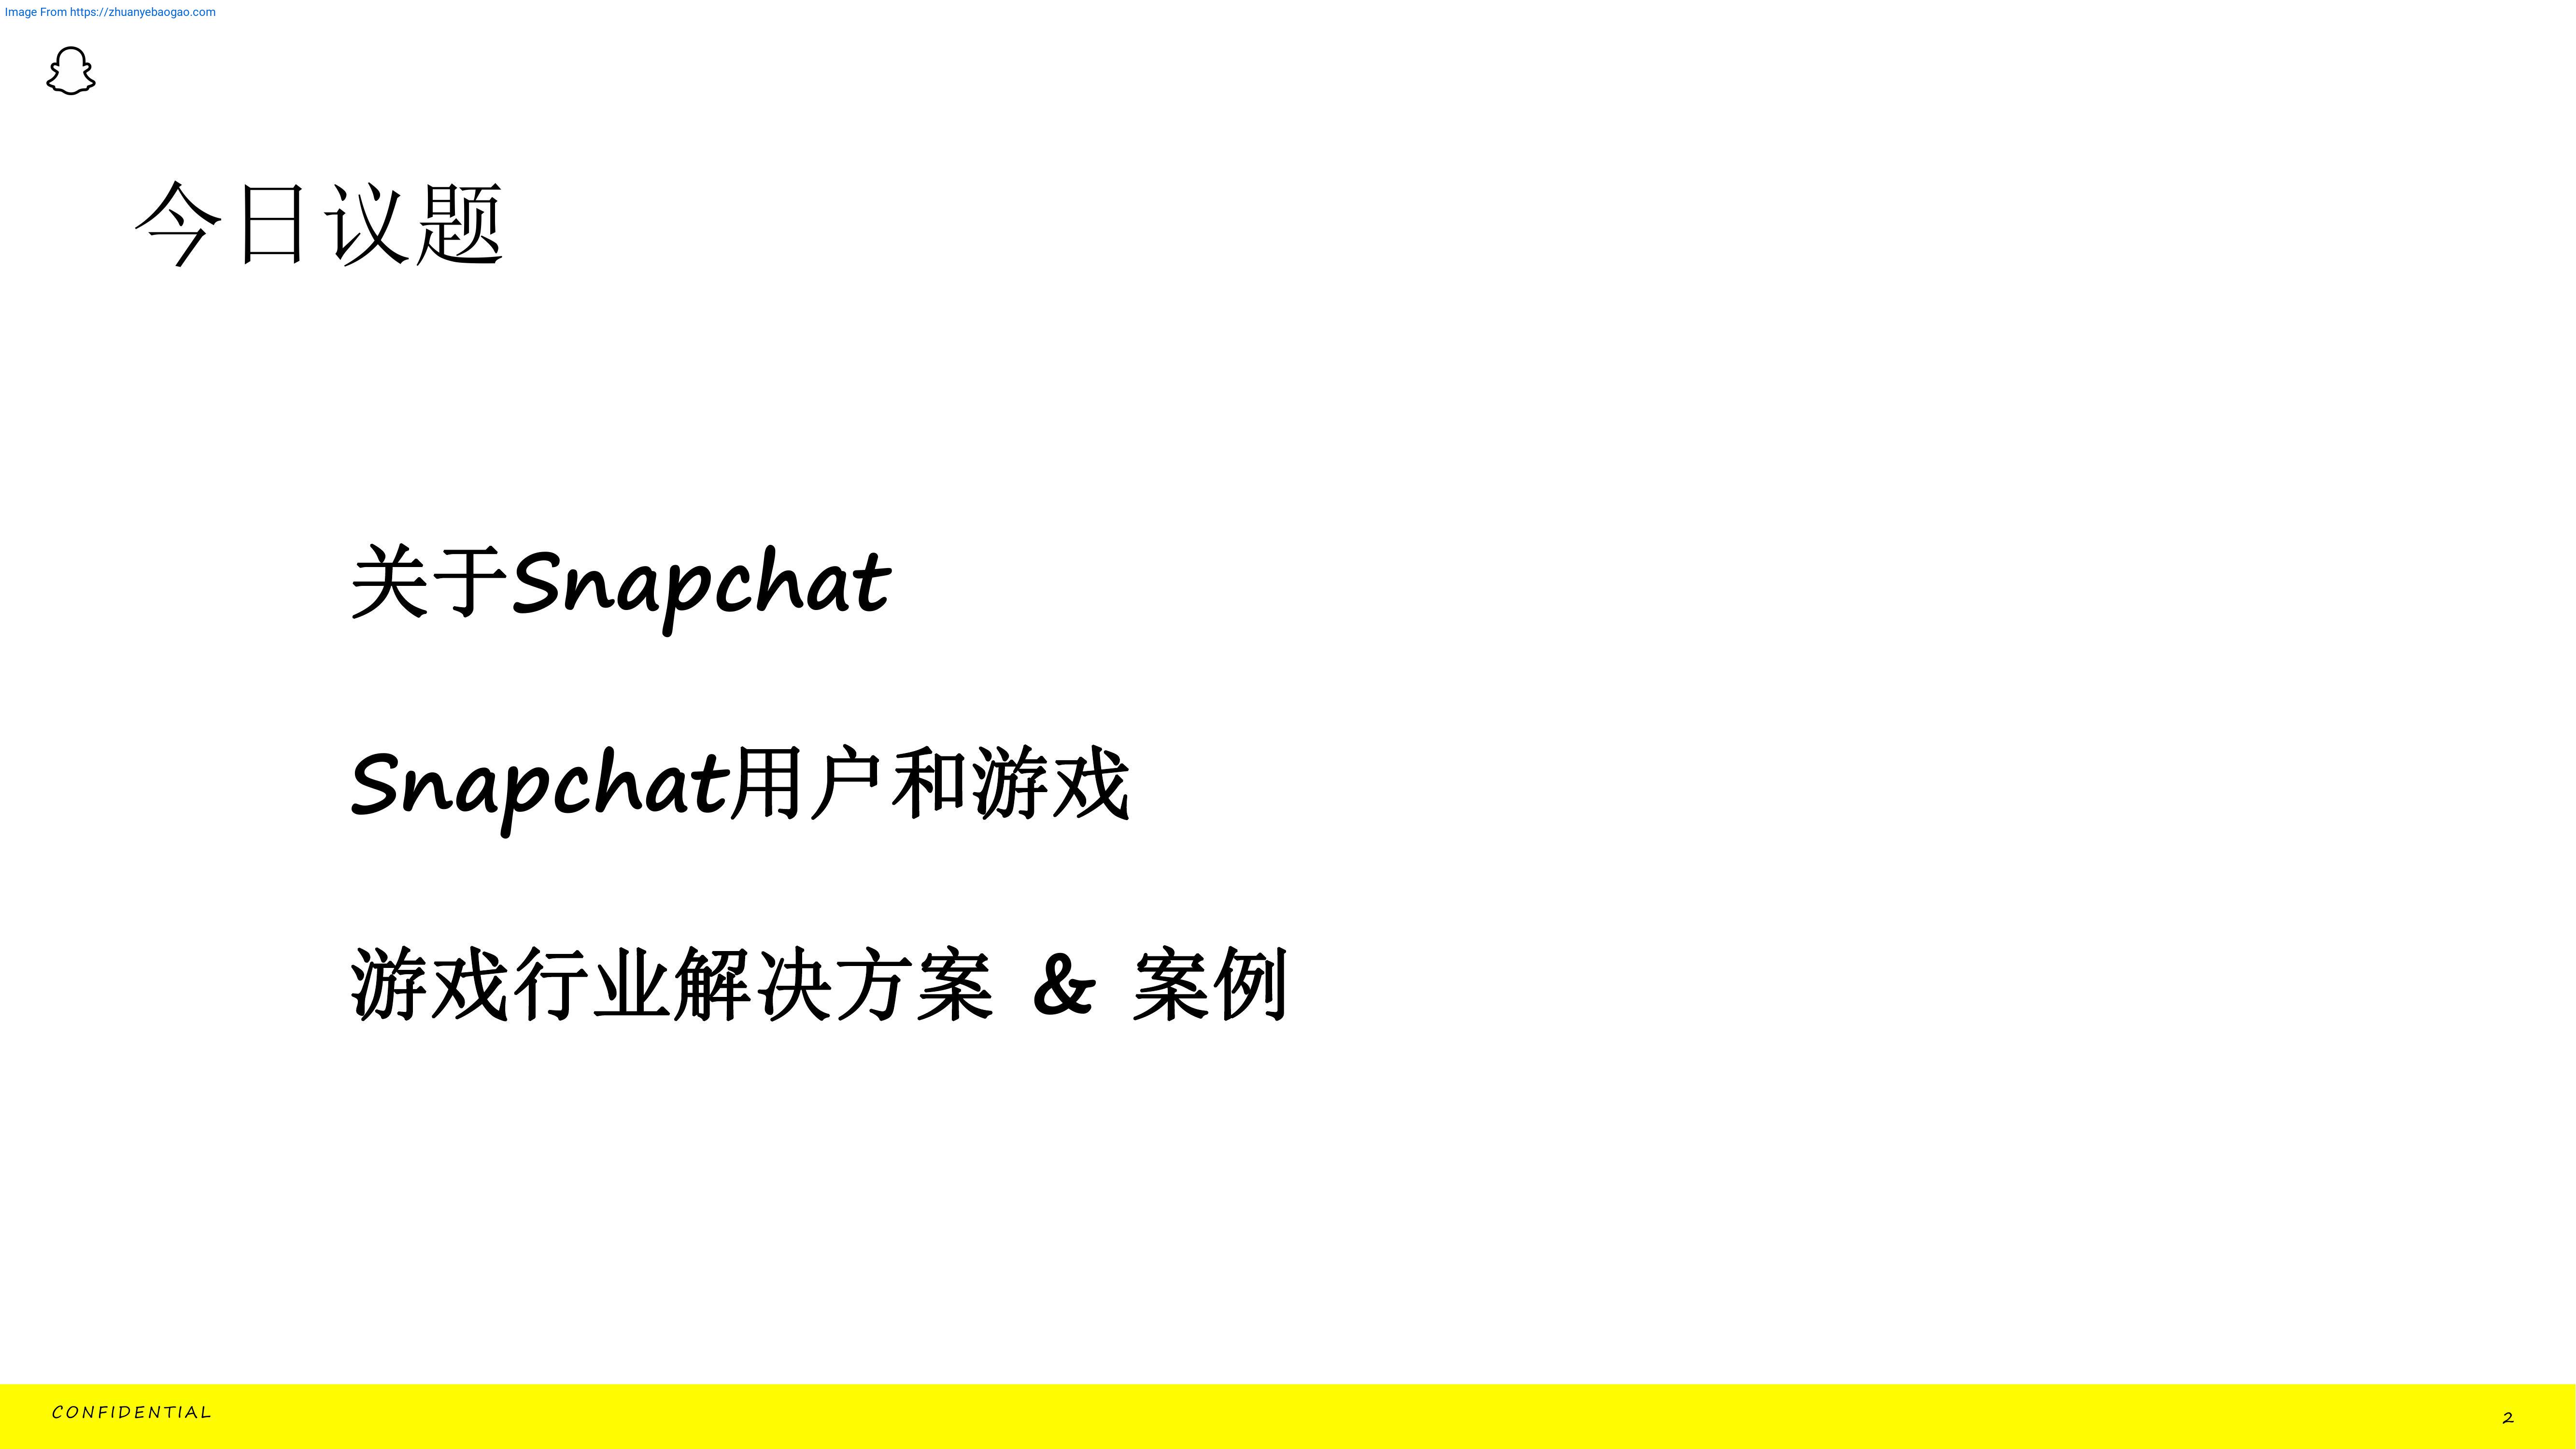 Image From https://zhuanyebaogao.com
今日议题
关于Snapchat
Snapchat用户和游戏
游戏行业解决方案 & 案例
CONFIDENTIAL
2